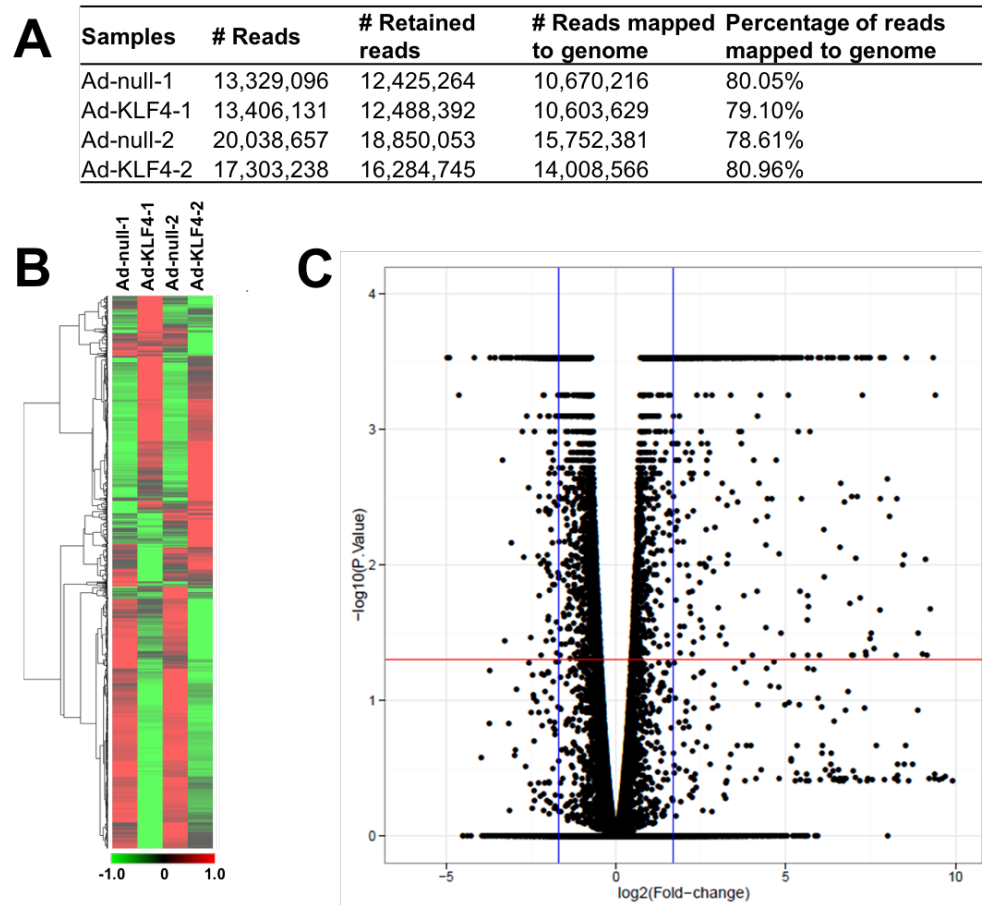 A
Samples # Reads # Retained reads # Reads mapped to genome Percentage of reads mapped to genome
Ad-null-1 13,329,096 12,425,264 10,670,216 80.05%
Ad-KLF4-1 13,406,131 12,488,392 10,603,629 79.10%
Ad-null-2 20,038,657 18,850,053 15,752,381 78.61%
Ad-KLF4-2 17,303,238 16,284,745 14,008,566 80.96%
B
Ad-null-1
Ad-KLF4-1
Ad-null-2
Ad-KLF4-2
-1.0 0 1.0
C
−log10(P.Value)
4
3
2
1
0
−5 0 5 10
log2(Fold−change)